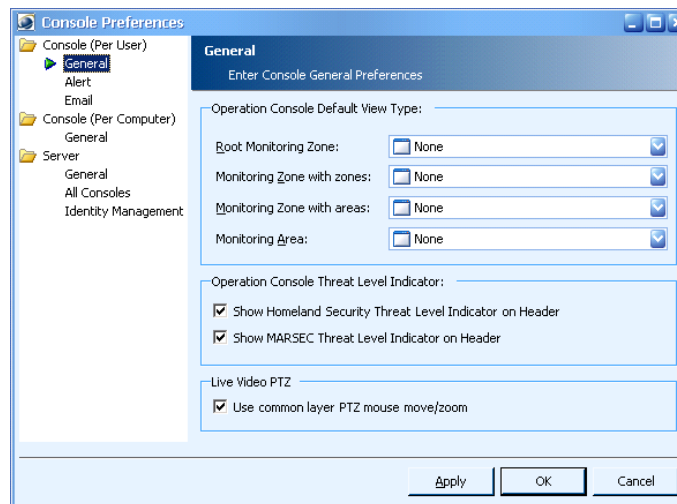 Console Preferences
Console (Per User)
General
Alert
Email
Console (Per Computer)
General
Server
General
All Consoles
Identity Management
General
Enter Console General Preferences
Operation Console Default View Type:
Root Monitoring Zone: None
Monitoring Zone with zones: None
Monitoring Zone with areas: None
Monitoring Area: None
Operation Console Threat Level Indicator:
Show Homeland Security Threat Level Indicator on Header
Show MARSEC Threat Level Indicator on Header
Live Video PTZ
Use common layer PTZ mouse move/zoom
Apply OK Cancel